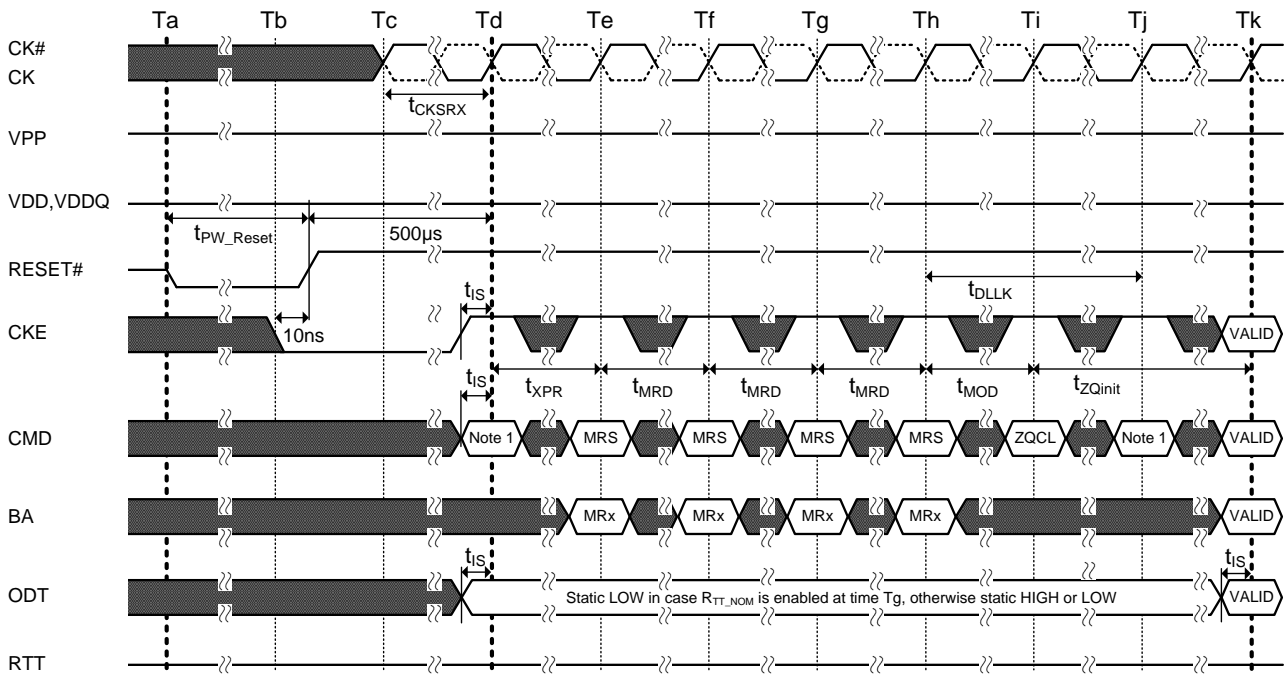 Ta Tb Tc Td Te Tf Tg Th Ti Tj Tk
CK#
CK
tCKSRX
VPP
VDD,VDDQ
tPW_Reset 500µs
RESET#
tIS tDLLK
CKE 10ns VALID
tIS tXPR tMRD tMRD tMRD tMOD tZQinit
CMD Note 1 MRS MRS MRS MRS ZQCL Note 1 VALID
BA MRx MRx MRx MRx VALID
tIS tIS
ODT Static LOW in case RTT_NOM is enabled at time Tg, otherwise static HIGH or LOW VALID
RTT